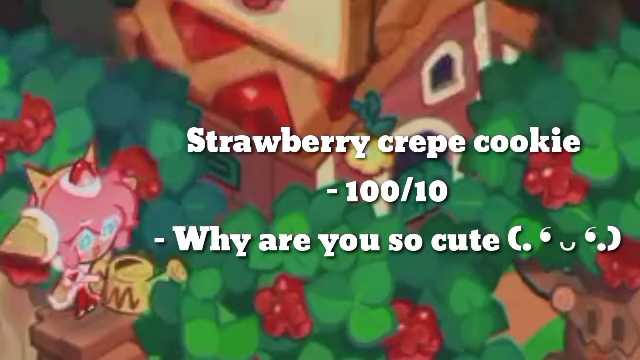 Strawberry crepe cookie
- 100/10
- Why are you so cute (. ❛ ᴗ ❛.)